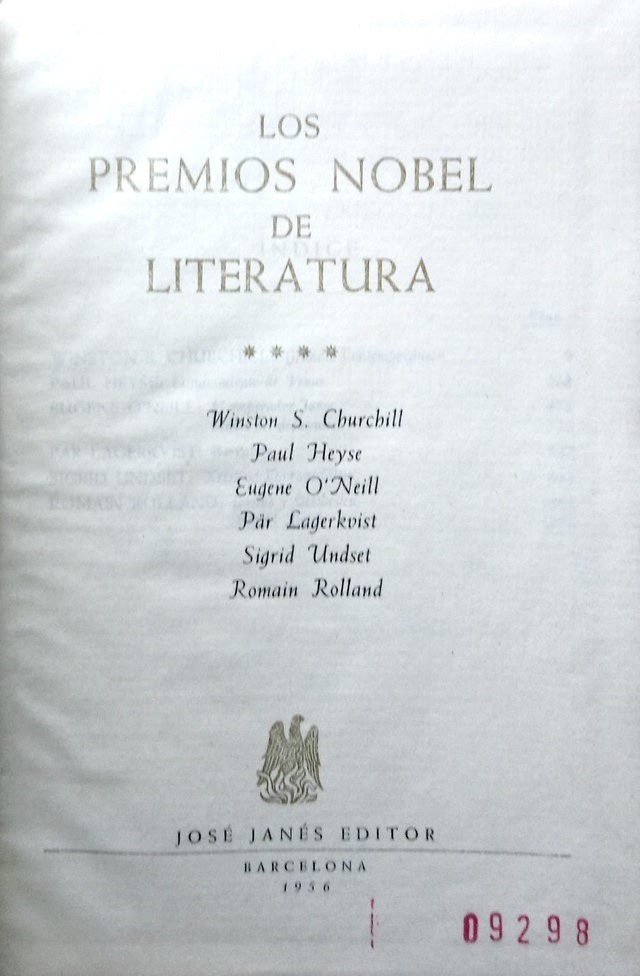 LOS
PREMIOS NOBEL
DE
LITERATURA
****
Winston S. Churchill
Paul Heyse
Eugene O'Neill
Pär Lagerkvist
Sigrid Undset
Romain Rolland
JOSÉ JANÉS EDITOR
BARCELONA
1956
09298